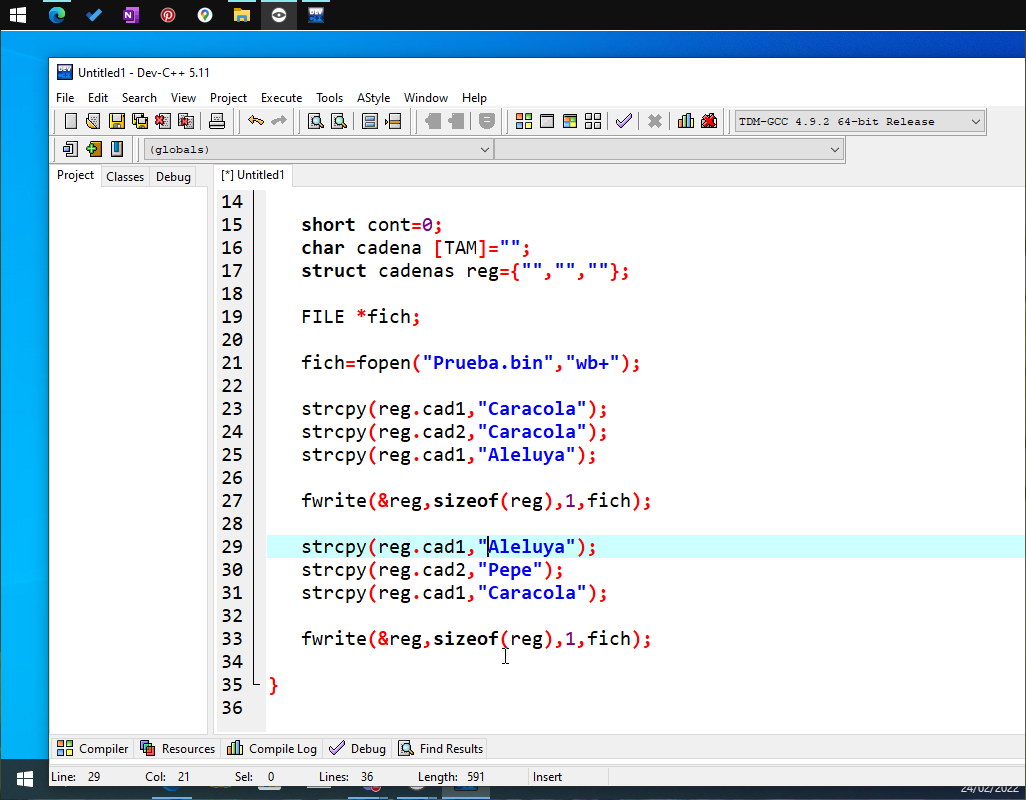 Untitled1 - Dev-C++ 5.11
File Edit Search View Project Execute Tools AStyle Window Help
TDM-GCC 4.9.2 64-bit Release
(globals)
Project Classes Debug [*] Untitled1
14
15 short cont=0;
16 char cadena [TAM]="";
17 struct cadenas reg={"","",""};
18
19 FILE *fich;
20
21 fich=fopen("Prueba.bin","wb+");
22
23 strcpy(reg.cad1,"Caracola");
24 strcpy(reg.cad2,"Caracola");
25 strcpy(reg.cad1,"Aleluya");
26
27 fwrite(&reg,sizeof(reg),1,fich);
28
29 strcpy(reg.cad1,"Aleluya");
30 strcpy(reg.cad2,"Pepe");
31 strcpy(reg.cad1,"Caracola");
32
33 fwrite(&reg,sizeof(reg),1,fich);
34
35 }
36
Compiler Resources Compile Log Debug Find Results
Line: 29 Col: 21 Sel: 0 Lines: 36 Length: 591 Insert
24/02/2022